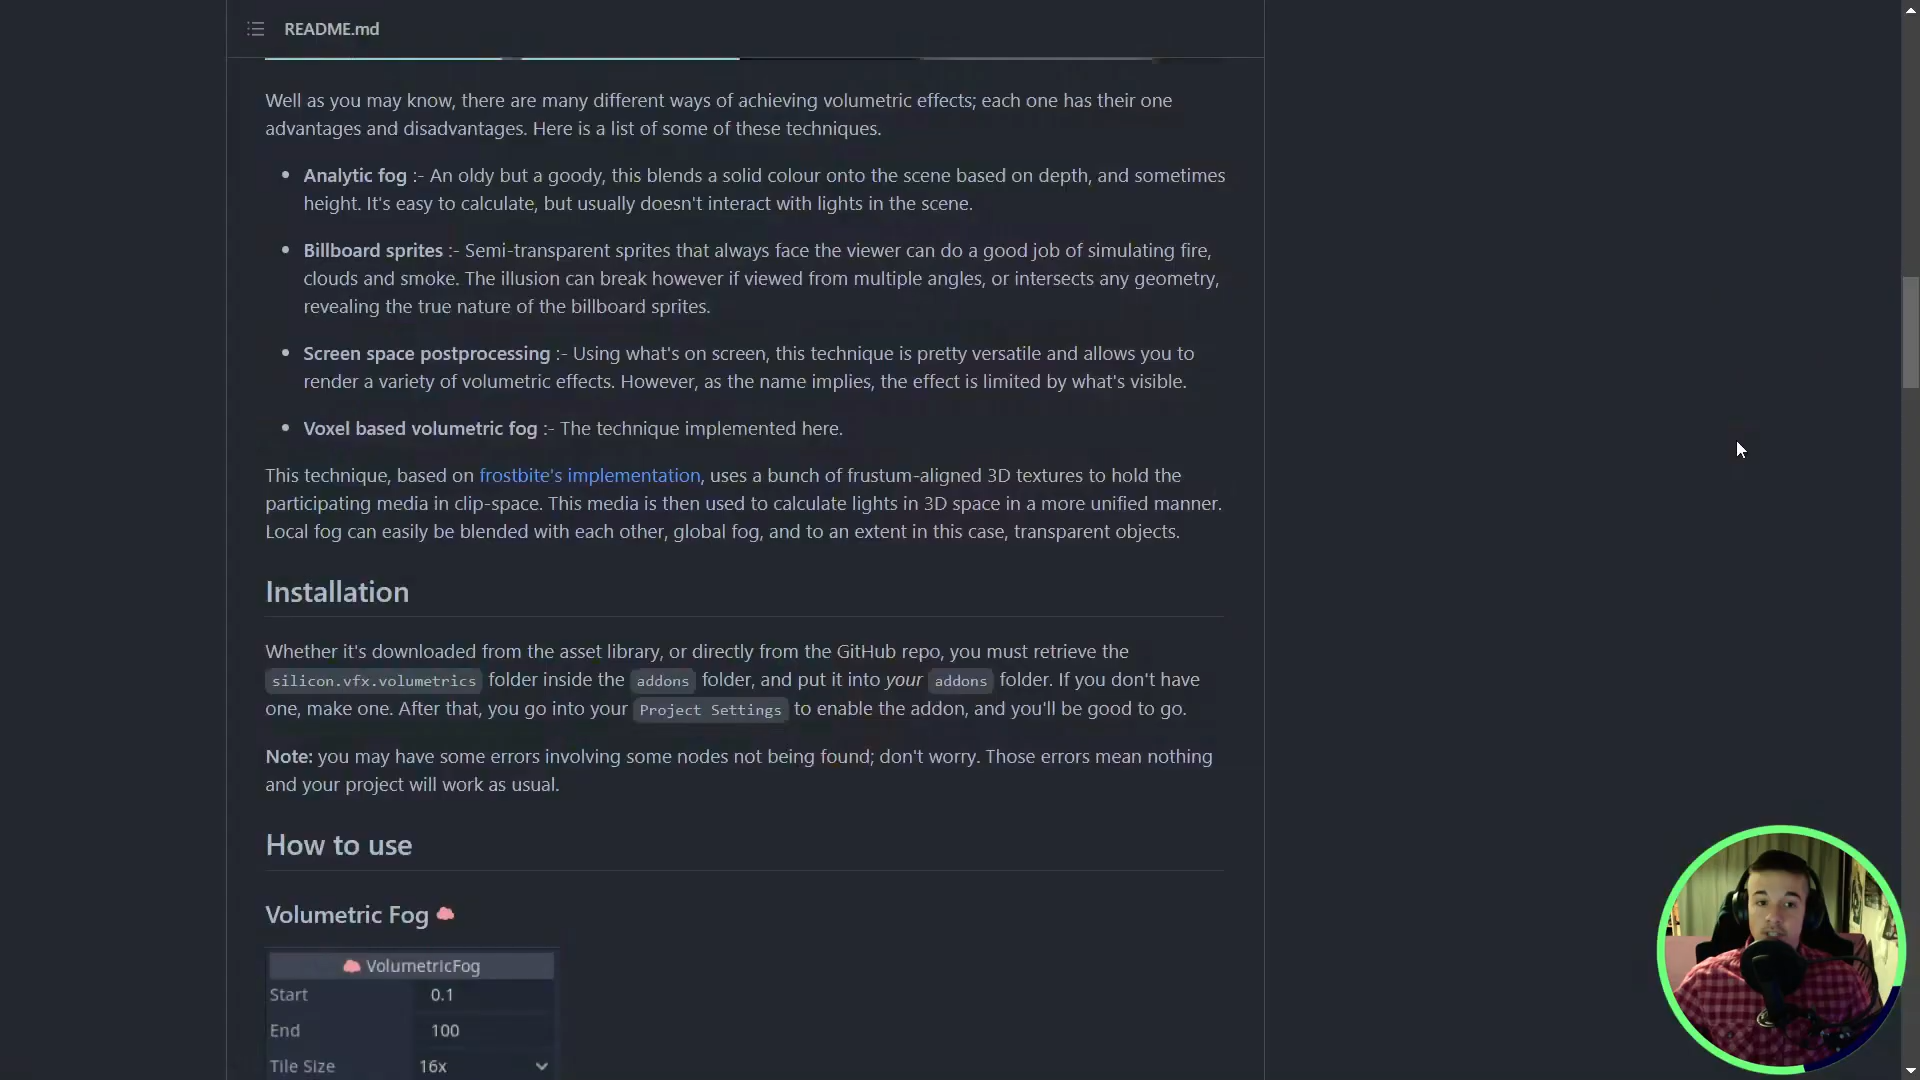 README.md
Well as you may know, there are many different ways of achieving volumetric effects; each one has their one
advantages and disadvantages. Here is a list of some of these techniques.
Analytic fog :- An oldy but a goody, this blends a solid colour onto the scene based on depth, and sometimes
height. It's easy to calculate, but usually doesn't interact with lights in the scene.
Billboard sprites :- Semi-transparent sprites that always face the viewer can do a good job of simulating fire,
clouds and smoke. The illusion can break however if viewed from multiple angles, or intersects any geometry,
revealing the true nature of the billboard sprites.
Screen space postprocessing :- Using what's on screen, this technique is pretty versatile and allows you to
render a variety of volumetric effects. However, as the name implies, the effect is limited by what's visible.
Voxel based volumetric fog :- The technique implemented here.
This technique, based on frostbite's implementation, uses a bunch of frustum-aligned 3D textures to hold the
participating media in clip-space. This media is then used to calculate lights in 3D space in a more unified manner.
Local fog can easily be blended with each other, global fog, and to an extent in this case, transparent objects.
Installation
Whether it's downloaded from the asset library, or directly from the GitHub repo, you must retrieve the
silicon.vfx.volumetrics folder inside the addons folder, and put it into your addons folder. If you don't have
one, make one. After that, you go into your Project Settings to enable the addon, and you'll be good to go.
Note: you may have some errors involving some nodes not being found; don't worry. Those errors mean nothing
and your project will work as usual.
How to use
Volumetric Fog
VolumetricFog
Start 0.1
End 100
Tile Size 16x